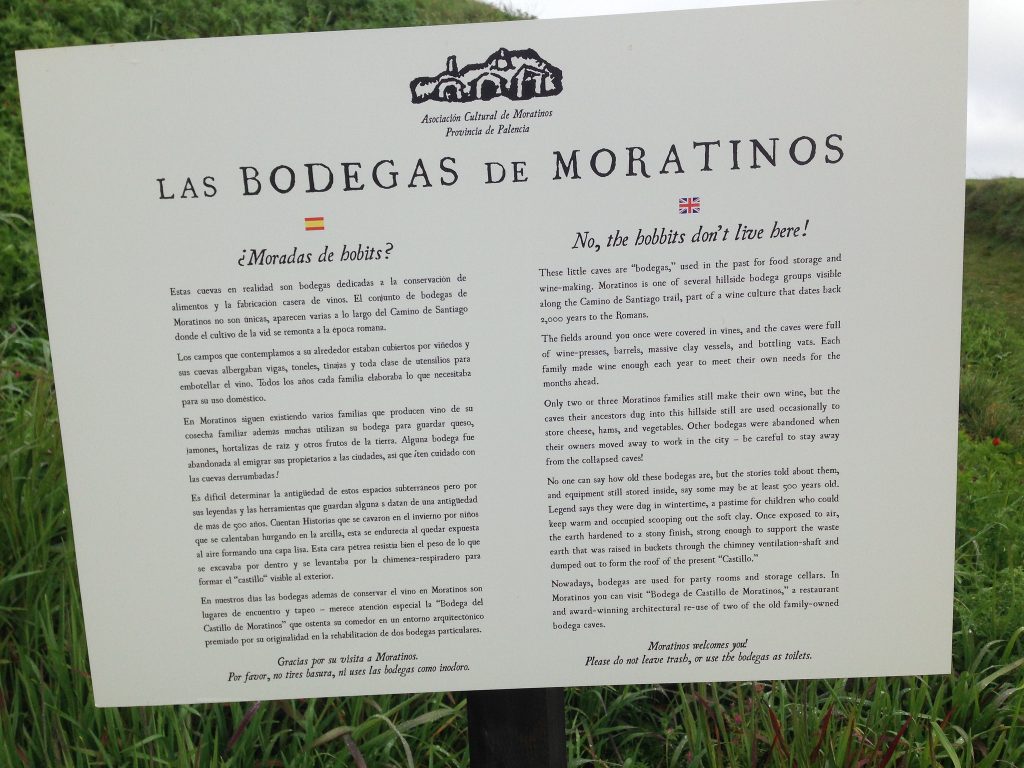 Asociación Cultural de Moratinos
Provincia de Palencia
LAS BODEGAS DE MORATINOS
¿Moradas de hobits?
Estas cuevas en realidad son bodegas dedicadas a la conservación de
alimentos y la fabricación casera de vinos. El conjunto de bodegas de
Moratinos no son únicas, aparecen varias a lo largo del Camino de Santiago
donde el cultivo de la vid se remonta a la época romana.
Los campos que contemplamos a su alrededor estaban cubiertos por viñedos y
sus cuevas albergaban vigas, toneles, tinajas y toda clase de utensilios para
embotellar el vino. Todos los años cada familia elaboraba lo que necesitaba
para su uso doméstico.
En Moratinos siguen existiendo varias familias que producen vino de su
cosecha familiar ademas muchas utilizan su bodega para guardar queso,
jamones, hortalizas de raíz y otros frutos de la tierra. Alguna bodega fue
abandonada al emigrar sus propietarios a las ciudades, asi que ¡ten cuidado con
las cuevas derrumbadas!
Es difícil determinar la antigüedad de estos espacios subterráneos pero por
sus leyendas y las herramientas que guardan alguna s datan de una antigüedad
de mas de 500 años. Cuentan Historias que se cavaron en el invierno por niños
que se calentaban hurgando en la arcilla, esta se endurecía al quedar expuesta
al aire formando una capa lisa. Esta cara petrea resistia bien el peso de lo que
se excavaba por dentro y se levantaba por la chimenea-respiradero para
formar el "castillo" visible al exterior.
En nuestros días las bodegas ademas de conservar el vino en Moratinos son
lugares de encuentro y tapeo – merece atención especial la "Bodega del
Castillo de Moratinos" que ostenta su comedor en un entorno arquitectónico
premiado por su originalidad en la rehabilitación de dos bodegas particulares.
Gracias por su visita a Moratinos.
Por favor, no tires basura, ni uses las bodegas como inodoro.
No, the hobbits don't live here!
These little caves are "bodegas," used in the past for food storage and
wine-making. Moratinos is one of several hillside bodega groups visible
along the Camino de Santiago trail, part of a wine culture that dates back
2,000 years to the Romans.
The fields around you once were covered in vines, and the caves were full
of wine-presses, barrels, massive clay vessels, and bottling vats. Each
family made wine enough each year to meet their own needs for the
months ahead.
Only two or three Moratinos families still make their own wine, but the
caves their ancestors dug into this hillside still are used occasionally to
store cheese, hams, and vegetables. Other bodegas were abandoned when
their owners moved away to work in the city – be careful to stay away
from the collapsed caves!
No one can say how old these bodegas are, but the stories told about them,
and equipment still stored inside, say some may be at least 500 years old.
Legend says they were dug in wintertime, a pastime for children who could
keep warm and occupied scooping out the soft clay. Once exposed to air,
the earth hardened to a stony finish, strong enough to support the waste
earth that was raised in buckets through the chimney ventilation-shaft and
dumped out to form the roof of the present "Castillo."
Nowadays, bodegas are used for party rooms and storage cellars. In
Moratinos you can visit "Bodega de Castillo de Moratinos," a restaurant
and award-winning architectural re-use of two of the old family-owned
bodega caves.
Moratinos welcomes you!
Please do not leave trash, or use the bodegas as toilets.